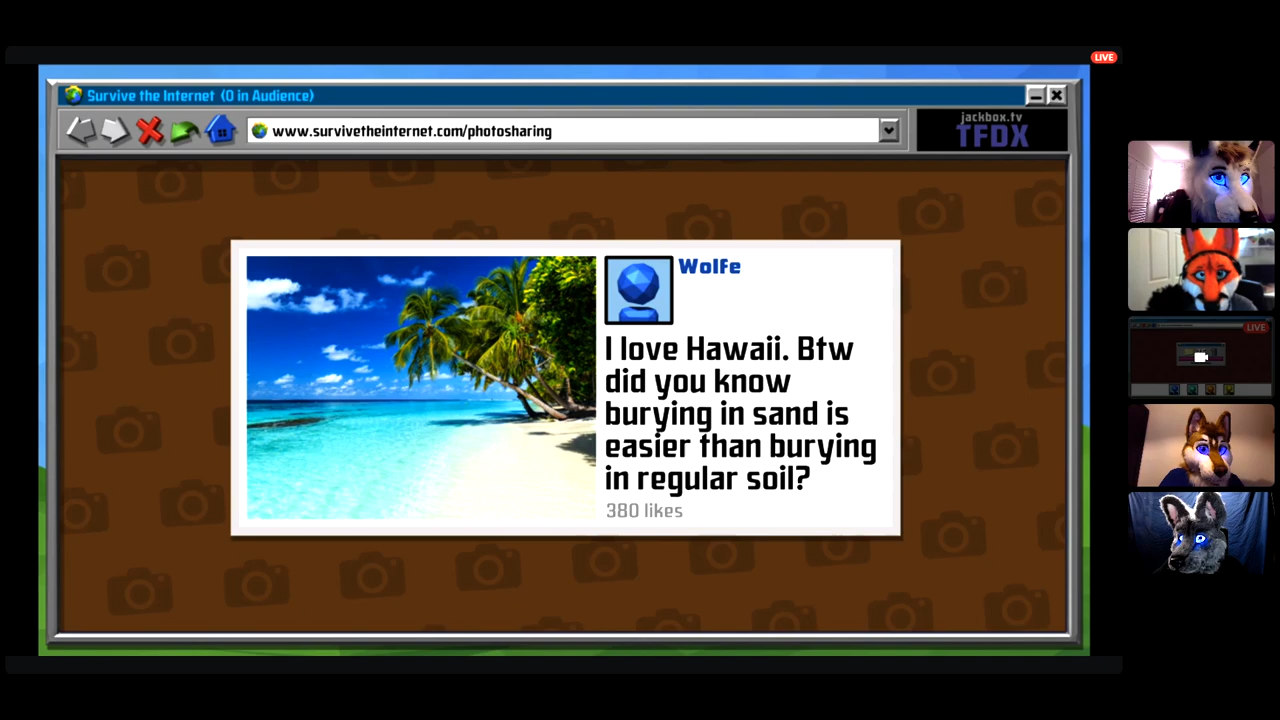 LIVE
Survive the Internet (0 in Audience)
www.survivetheinternet.com/photosharing
jackbox.tv
TFDX
Wolfe
I love Hawaii. Btw
did you know
burying in sand is
easier than burying
in regular soil?
380 likes
LIVE